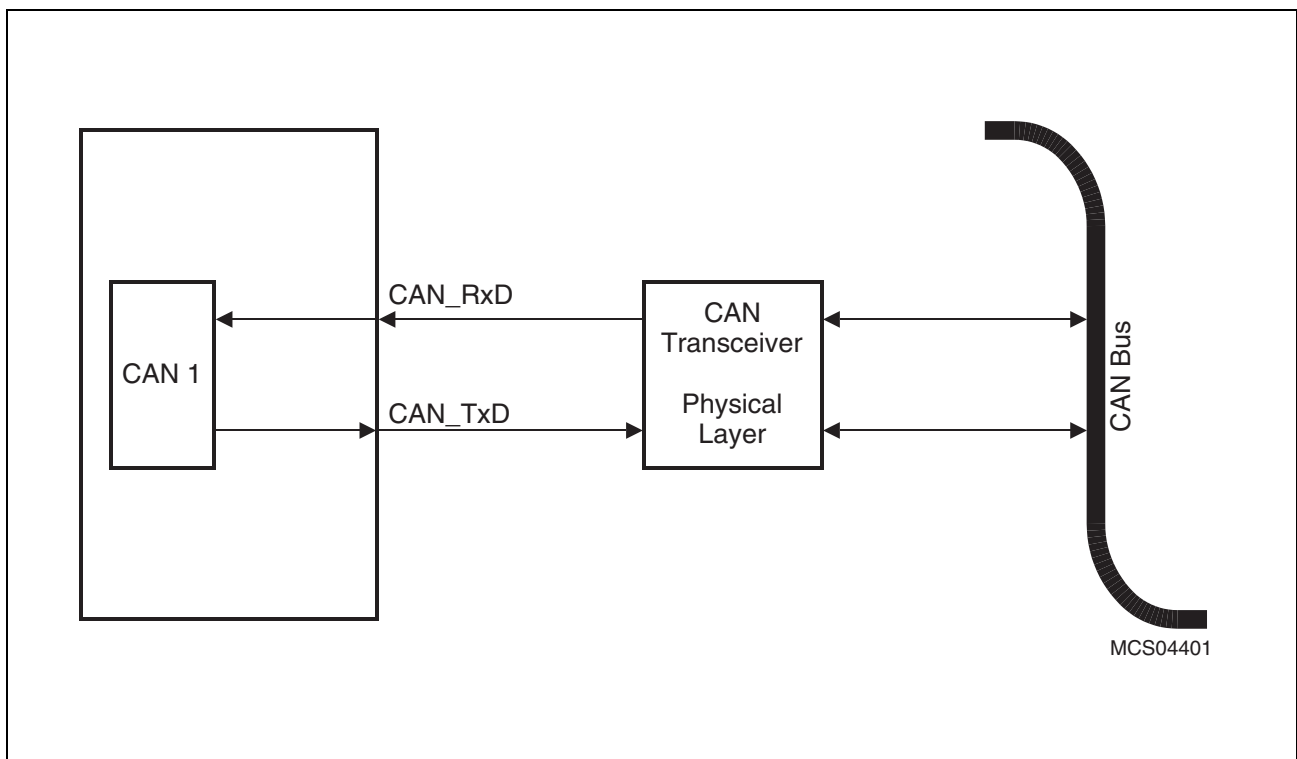 CAN_RxD
CAN 1
CAN_TxD
CAN
Transceiver
Physical
Layer
CAN Bus
MCS04401